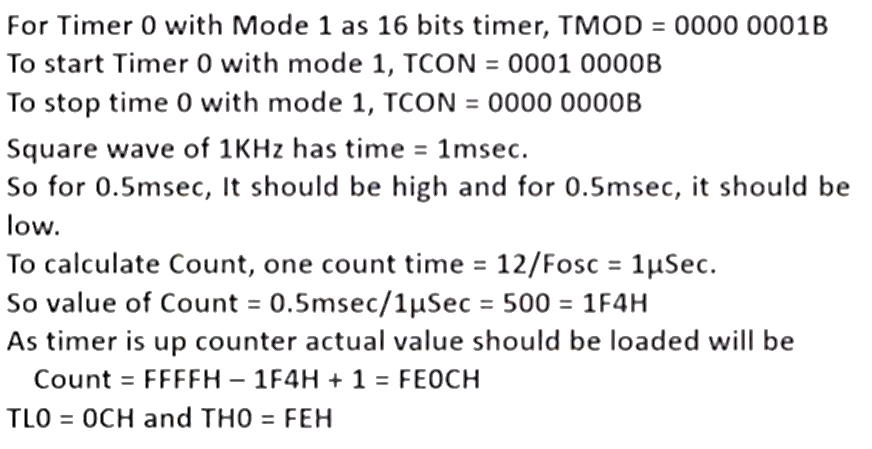 For Timer 0 with Mode 1 as 16 bits timer, TMOD = 0000 0001B
To start Timer 0 with mode 1, TCON = 0001 0000B
To stop time 0 with mode 1, TCON = 0000 0000B
Square wave of 1KHz has time = 1msec.
So for 0.5msec, It should be high and for 0.5msec, it should be
low.
To calculate Count, one count time = 12/Fosc = 1µSec.
So value of Count = 0.5msec/1µSec = 500 = 1F4H
As timer is up counter actual value should be loaded will be
Count = FFFFH – 1F4H + 1 = FE0CH
TL0 = 0CH and TH0 = FEH